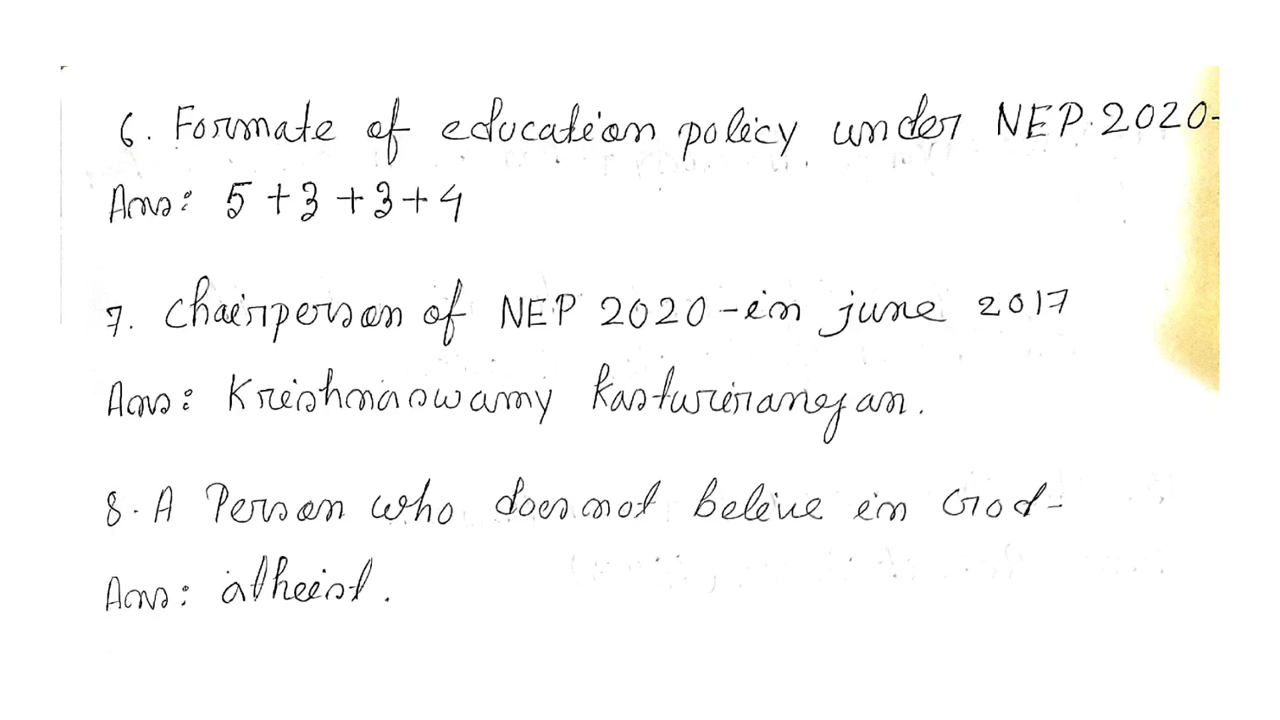 6. Formate of education policy under NEP.2020-
Ans: 5+3+3+4
7. Chairperson of NEP 2020-in june 2017
Ans: Krishnaswamy Kasturirangan.
8. A Person who does not beleive in God-
Ans: atheist.